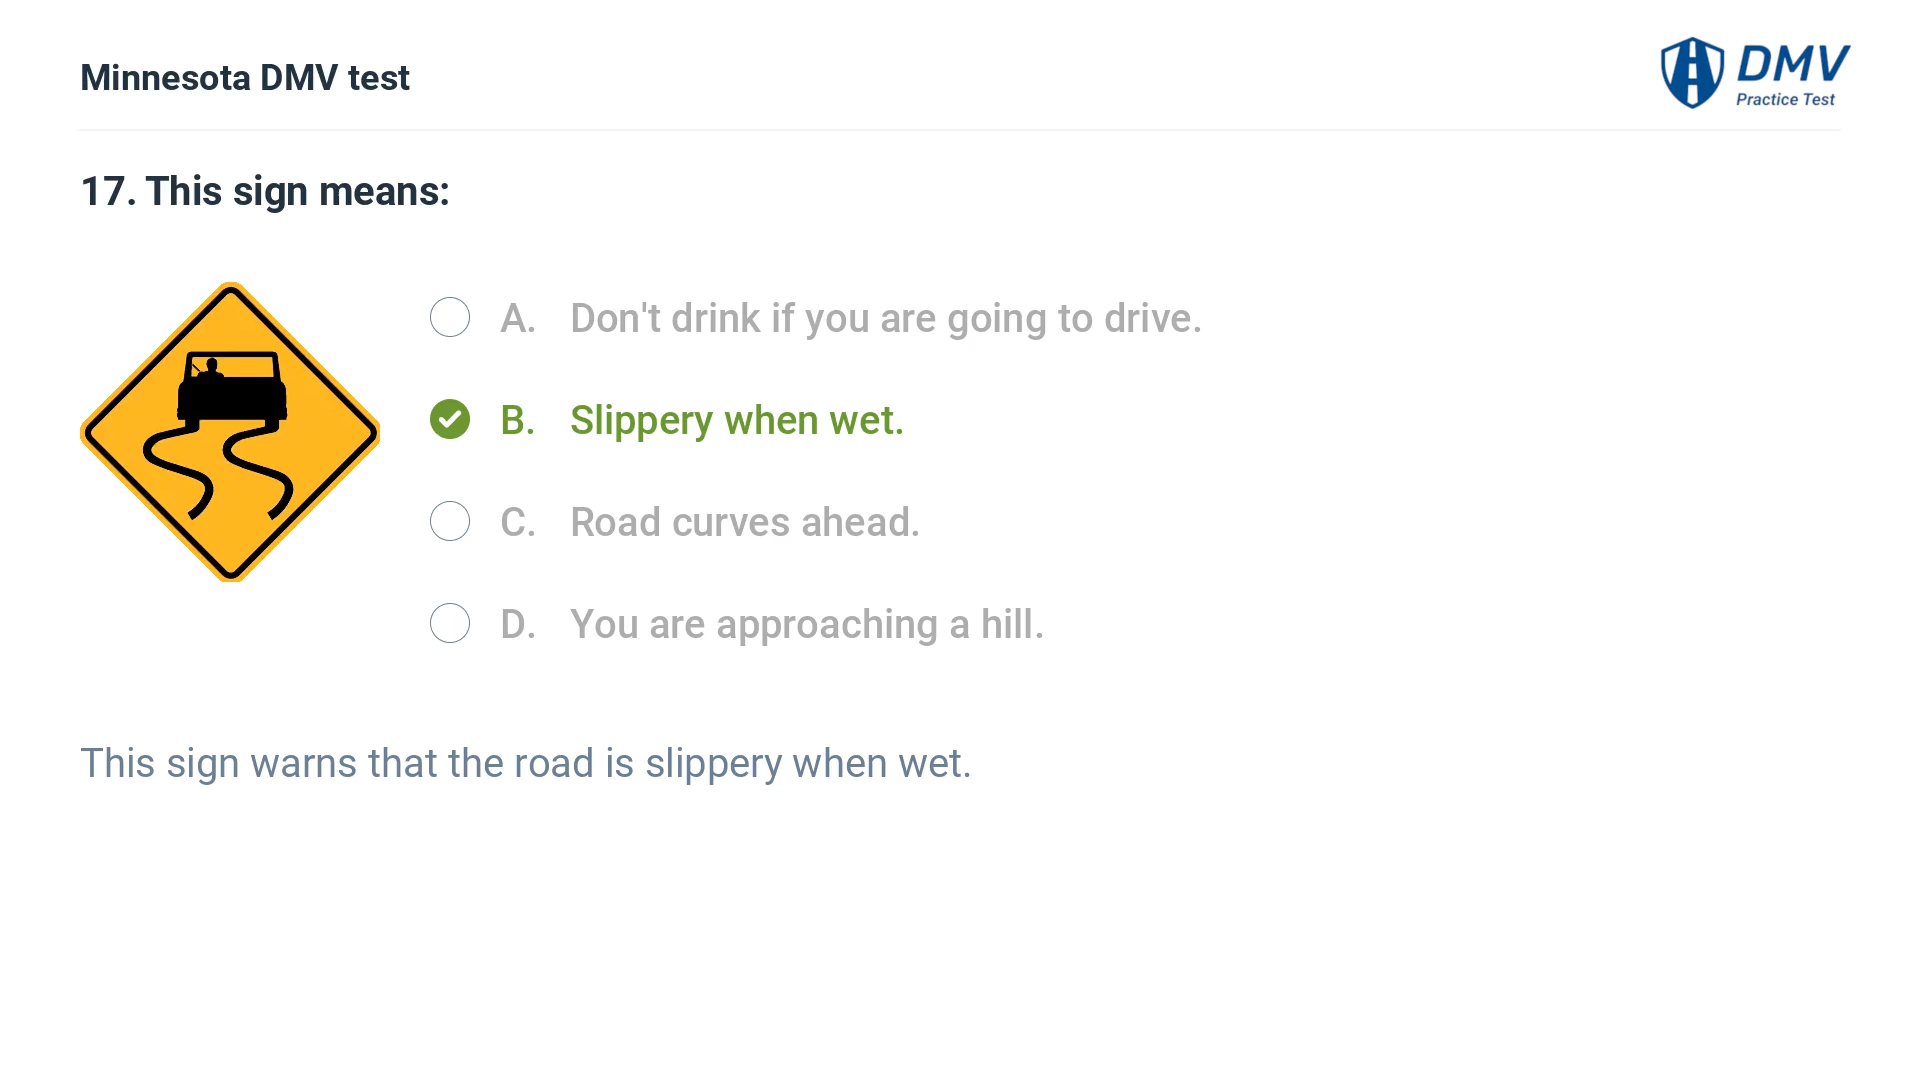 Minnesota DMV test
DMV
Practice Test
17. This sign means:
A. Don't drink if you are going to drive.
B. Slippery when wet.
C. Road curves ahead.
D. You are approaching a hill.
This sign warns that the road is slippery when wet.